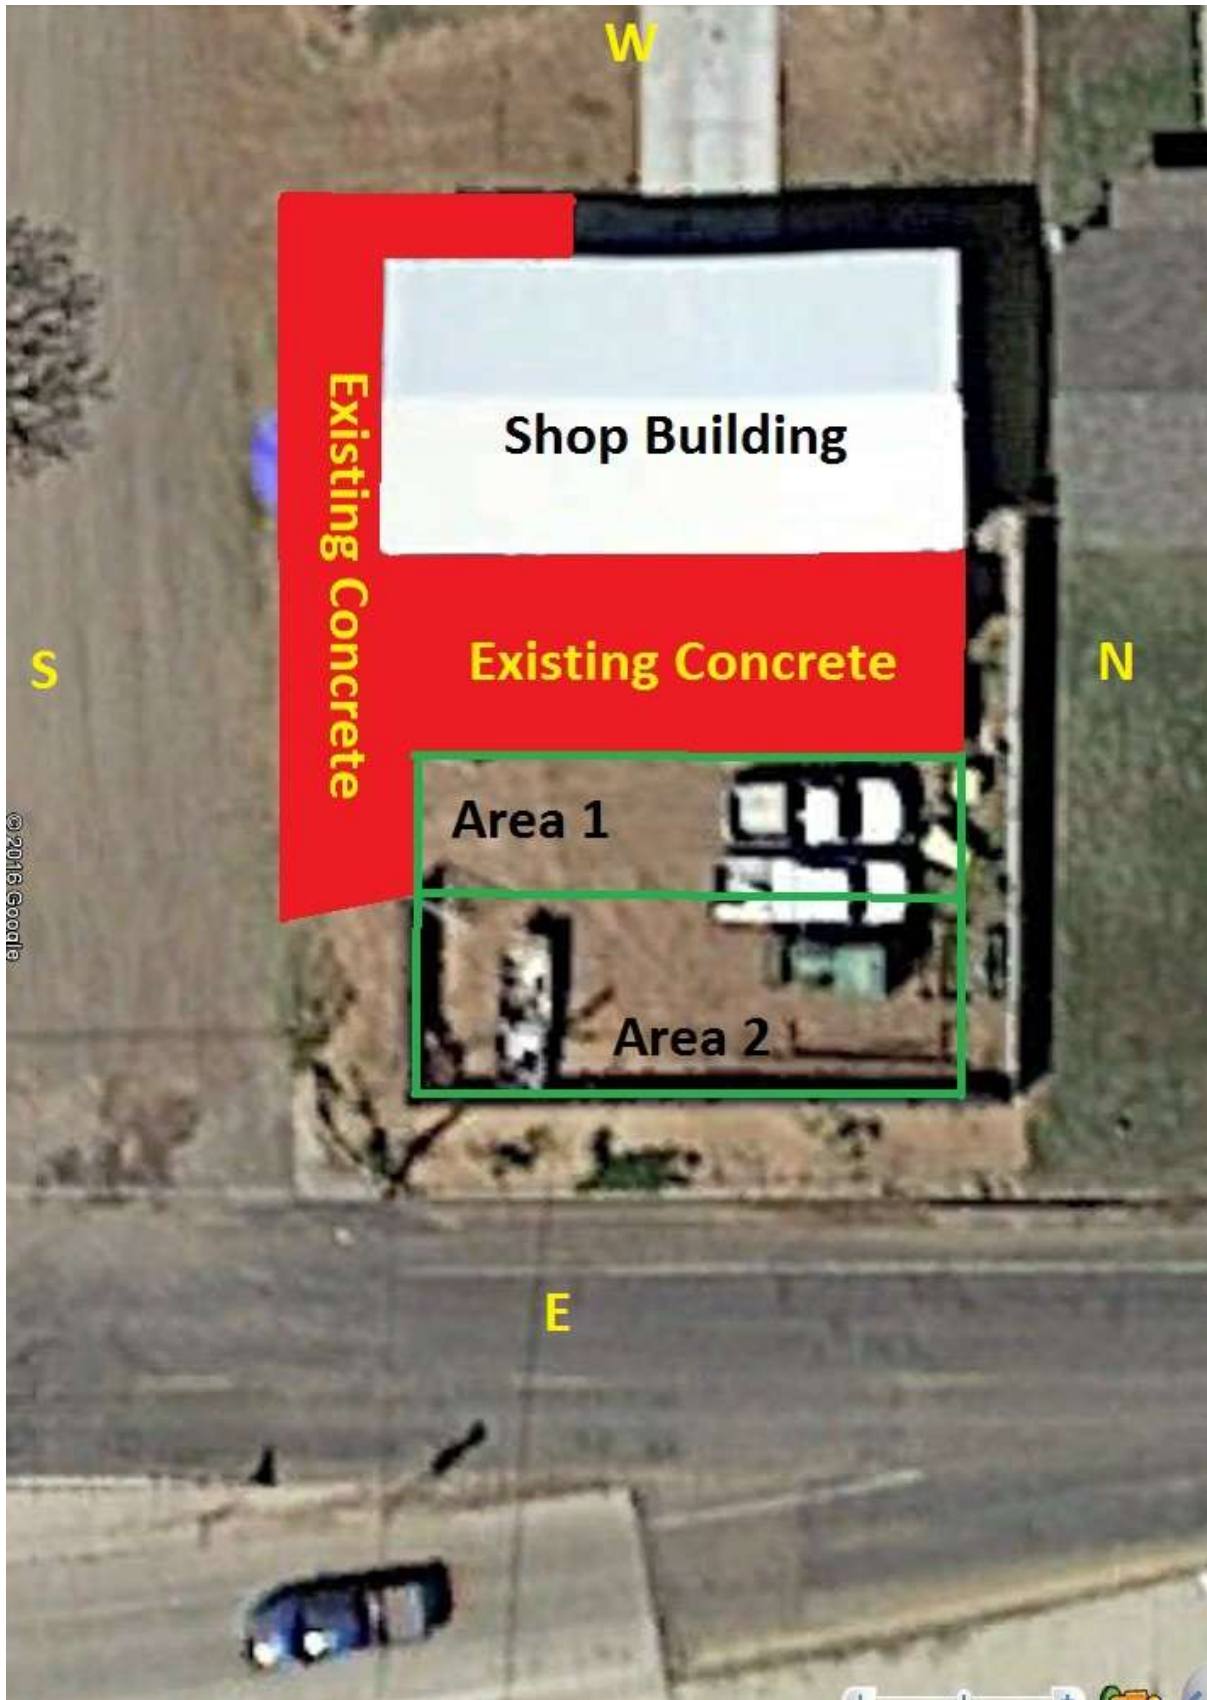 W
Shop Building
Existing Concrete
Existing Concrete
S
N
Area 1
© 2016 Google
Area 2
E